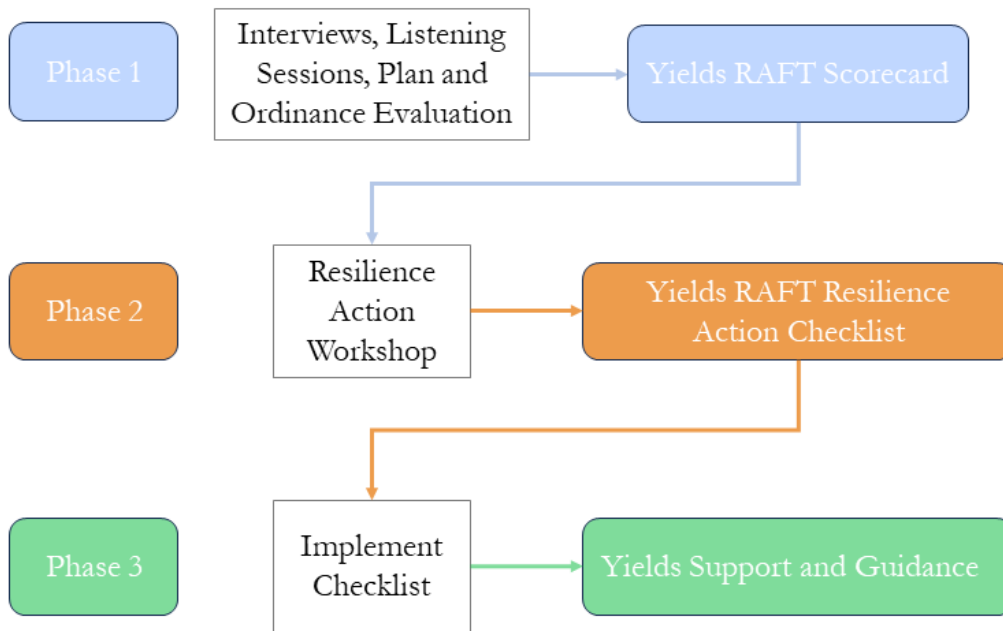 Phase 1
Interviews, Listening
Sessions, Plan and
Ordinance Evaluation
Yields RAFT Scorecard
Phase 2
Resilience
Action
Workshop
Yields RAFT Resilience
Action Checklist
Phase 3
Implement
Checklist
Yields Support and Guidance